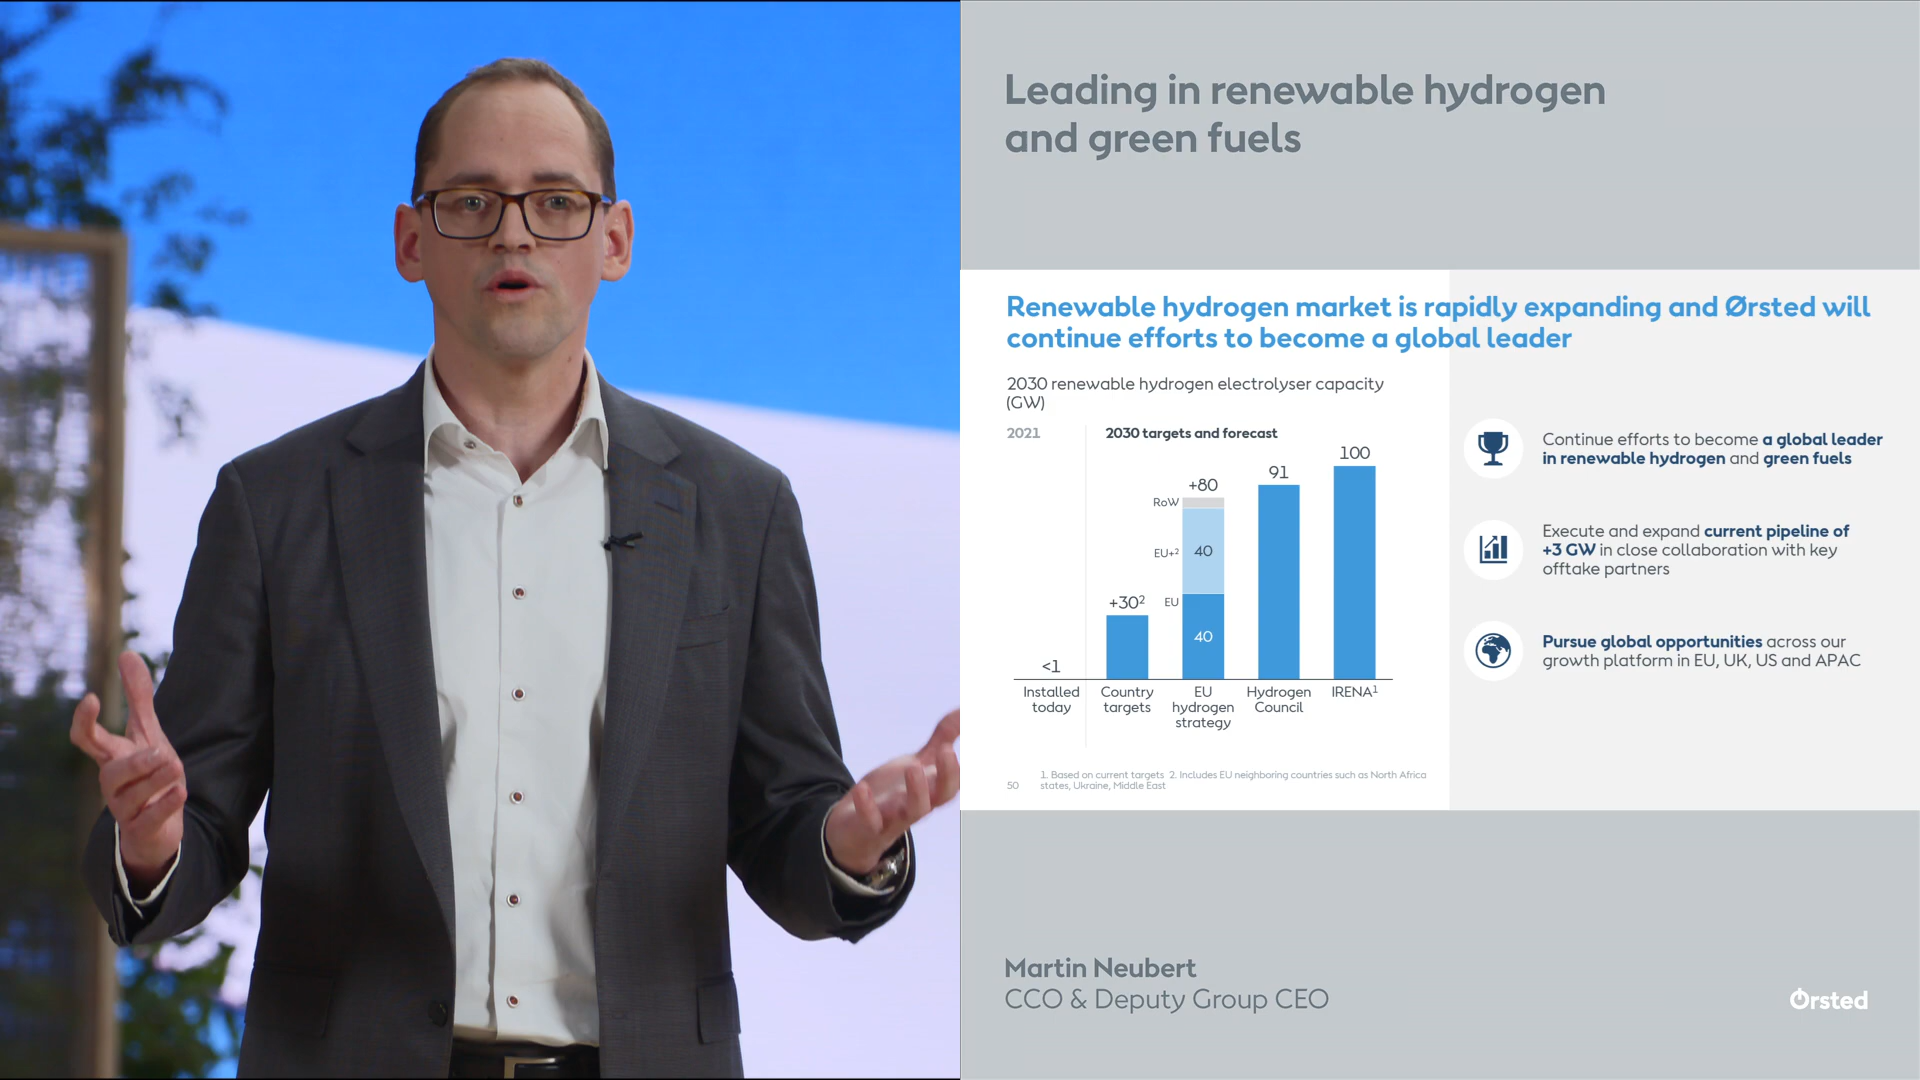 Leading in renewable hydrogen
and green fuels
Renewable hydrogen market is rapidly expanding and Ørsted will
continue efforts to become a global leader
2030 renewable hydrogen electrolyser capacity
(GW)
2021
2030 targets and forecast
<1
+30²
+80
RoW
EU+²
40
EU
40
91
100
Installed
today
Country
targets
EU
hydrogen
strategy
Hydrogen
Council
IRENA¹
Continue efforts to become a global leader
in renewable hydrogen and green fuels
Execute and expand current pipeline of
+3 GW in close collaboration with key
offtake partners
Pursue global opportunities across our
growth platform in EU, UK, US and APAC
1. Based on current targets 2. Includes EU neighboring countries such as North Africa
50 states, Ukraine, Middle East
Martin Neubert
CCO & Deputy Group CEO
Ørsted